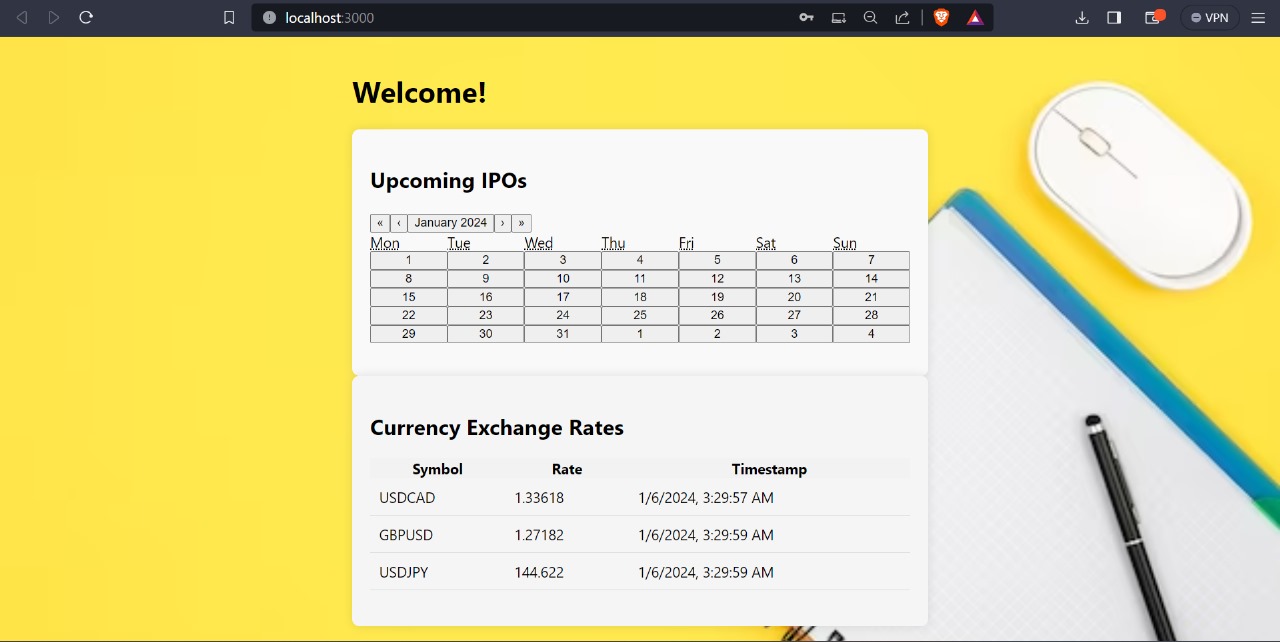 localhost:3000
VPN
Welcome!
Upcoming IPOs
« ‹ January 2024 › »
Mon Tue Wed Thu Fri Sat Sun
1 2 3 4 5 6 7
8 9 10 11 12 13 14
15 16 17 18 19 20 21
22 23 24 25 26 27 28
29 30 31 1 2 3 4
Currency Exchange Rates
Symbol Rate Timestamp
USDCAD 1.33618 1/6/2024, 3:29:57 AM
GBPUSD 1.27182 1/6/2024, 3:29:59 AM
USDJPY 144.622 1/6/2024, 3:29:59 AM